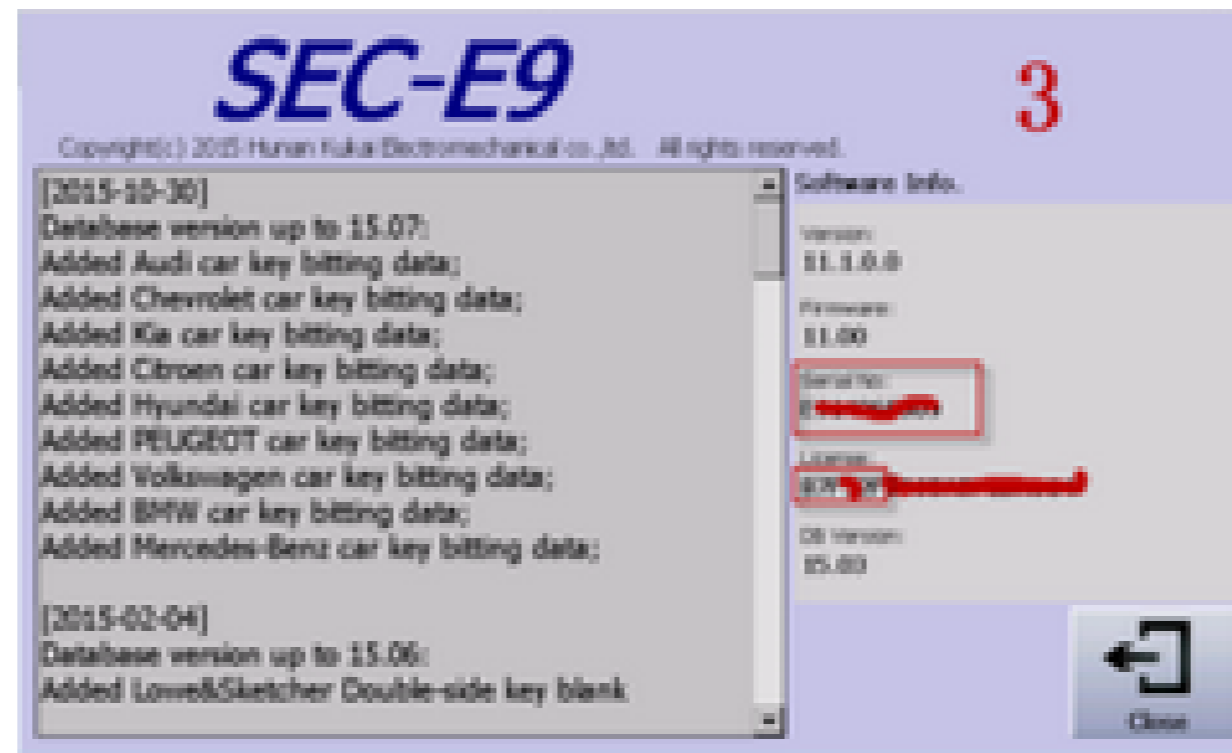 SEC-E9
3
Copyright(c) 2015 Hunan Kukai Electromechanical co.,ltd. All rights reserved.
[2015-10-30]
Database version up to 15.07:
Added Audi car key bitting data;
Added Chevrolet car key bitting data;
Added Kia car key bitting data;
Added Citroen car key bitting data;
Added Hyundai car key bitting data;
Added PEUGEOT car key bitting data;
Added Volkswagen car key bitting data;
Added BMW car key bitting data;
Added Mercedes-Benz car key bitting data;
[2015-02-04]
Database version up to 15.06:
Added Lowe&Sketcher Double-side key blank
Software Info.
Version:
11.1.0.0
Firmware:
11.00
Serial No:
License:
DB Version:
Close